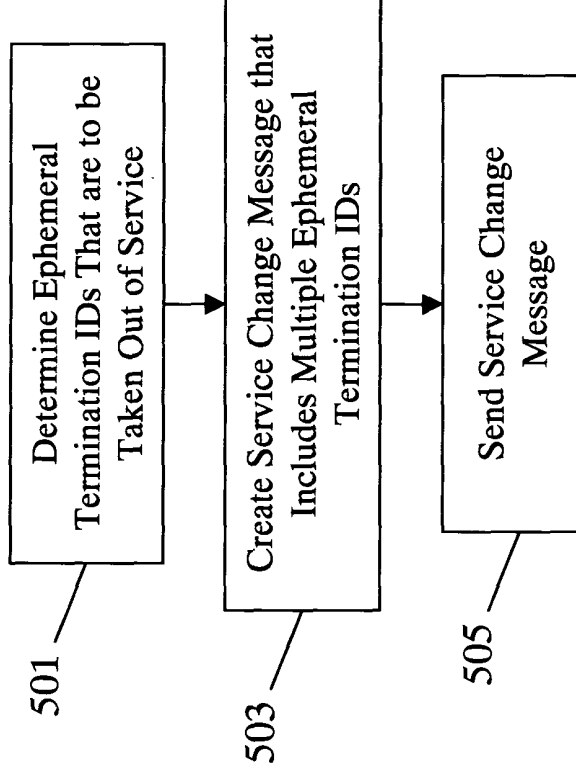 501
Determine Ephemeral
Termination IDs That are to be
Taken Out of Service
503
Create Service Change Message that
Includes Multiple Ephemeral
Termination IDs
505
Send Service Change
Message